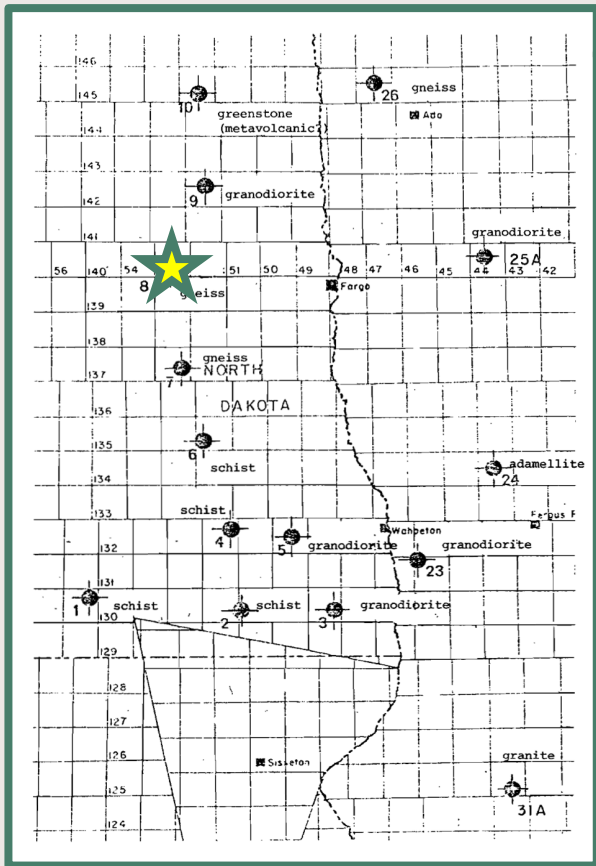 146
26
gneiss
145
10
Ada
greenstone
144
(metavolcanic?)
143
9
granodiorite
142
granodiorite
141
25A
56 140 54 51 50 49 48 47 46 45 44 43 42
8
gneiss
Fargo
139
138
gneiss
7
NORTH
137
136
DAKOTA
135
6
schist
adamellite
134
24
schist
Fergus F
133
4
Wahpeton
5
granodiorite
granodiorite
132
23
131
1
schist
2
schist
3
granodiorite
130
129
128
127
126
Sisseton
granite
125
31A
124